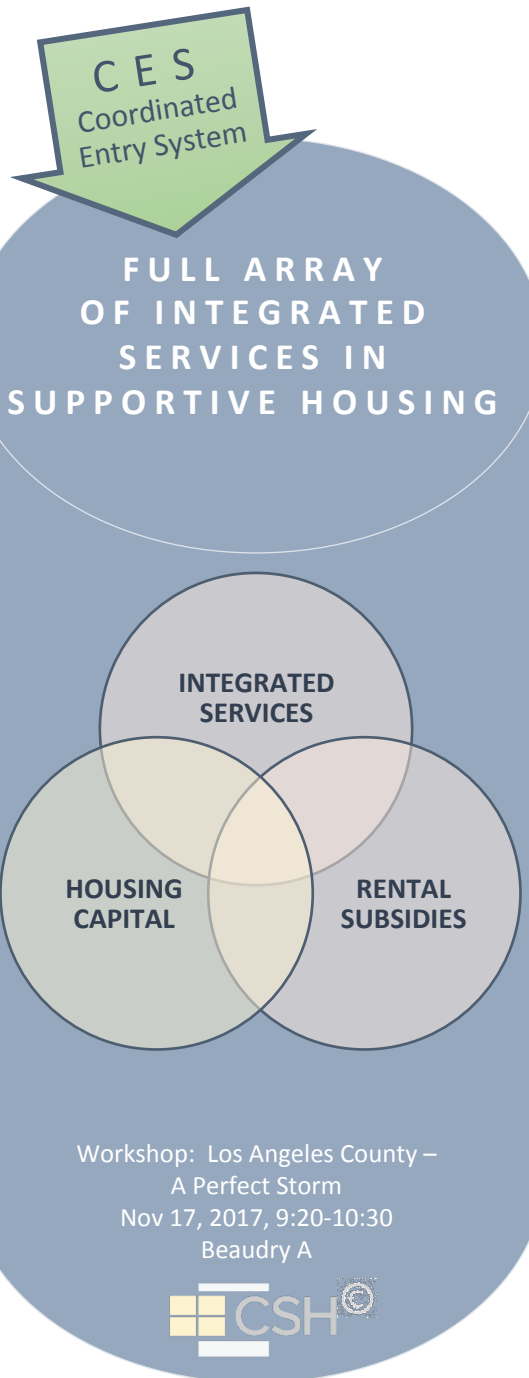 C E S
Coordinated
Entry System
FULL ARRAY
OF INTEGRATED
SERVICES IN
SUPPORTIVE HOUSING
INTEGRATED
SERVICES
HOUSING
CAPITAL
RENTAL
SUBSIDIES
Workshop: Los Angeles County –
A Perfect Storm
Nov 17, 2017, 9:20-10:30
Beaudry A
CSH©